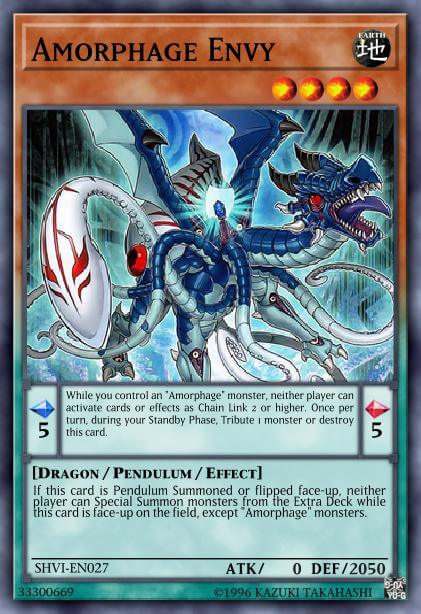 AMORPHAGE ENVY
EARTH
地
While you control an "Amorphage" monster, neither player can
activate cards or effects as Chain Link 2 or higher. Once per
turn, during your Standby Phase, Tribute 1 monster or destroy
this card.
5
5
[DRAGON / PENDULUM / EFFECT]
If this card is Pendulum Summoned or flipped face-up, neither
player can Special Summon monsters from the Extra Deck while
this card is face-up on the field, except "Amorphage" monsters.
SHVI-EN027
ATK/ 0 DEF/2050
33300669
©1996 KAZUKI TAKAHASHI